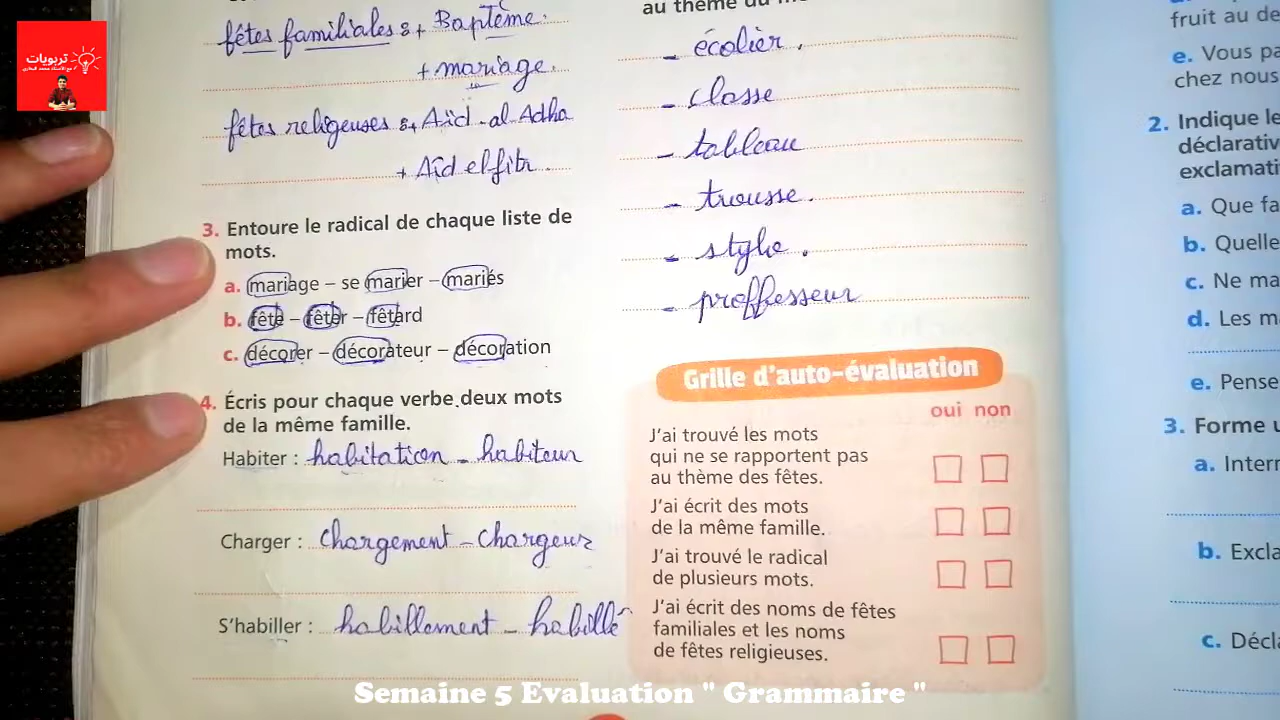 تربويات
fêtes familiales : + Baptême.
+ mariage.
fêtes religeuses : + Aïd-al-Adha
+ Aïd el fitr.
3. Entoure le radical de chaque liste de
mots.
a. mariage – se marier – mariés
b. fête – fêter – fêtard
c. décorer – décorateur – décoration
4. Écris pour chaque verbe deux mots
de la même famille.
Habiter : habitation - habiteur
Charger : chargement - chargeur
S'habiller : habillement - habillé
au thème du
- écolier.
- classe
- tableau
- trousse.
- stylo.
- proffesseur
Grille d'auto-évaluation
oui non
J'ai trouvé les mots
qui ne se rapportent pas
au thème des fêtes.
J'ai écrit des mots
de la même famille.
J'ai trouvé le radical
de plusieurs mots.
J'ai écrit des noms de fêtes
familiales et les noms
de fêtes religieuses.
fruit au de
e. Vous pa
chez nous
2. Indique le
déclarative
exclamati
a. Que fa
b. Quelle
c. Ne ma
d. Les m
e. Pense
3. Forme u
a. Interr
b. Excla
c. Décla
Semaine 5 Evaluation " Grammaire "